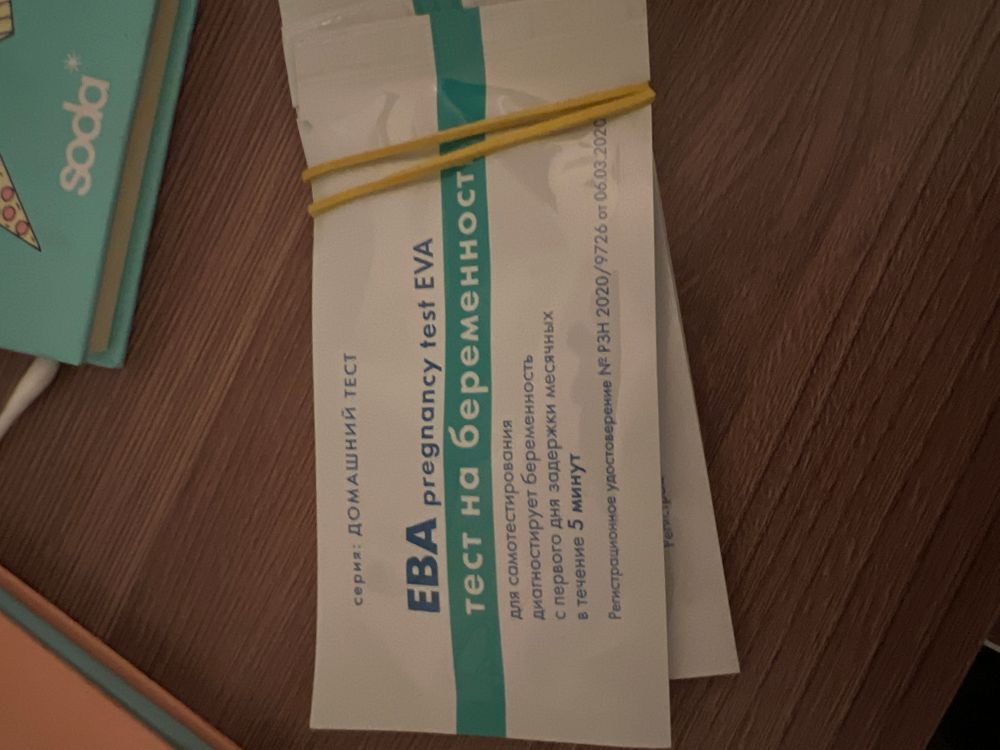 soda
серия: ДОМАШНИЙ ТЕСТ
ЕВА pregnancy test EVA
тест на беременност
для самотестирования
диагностирует беременность
с первого дня задержки месячных
в течение 5 минут
Регистрационное удостоверение № РЗН 2020/9726 от 06.03.2020